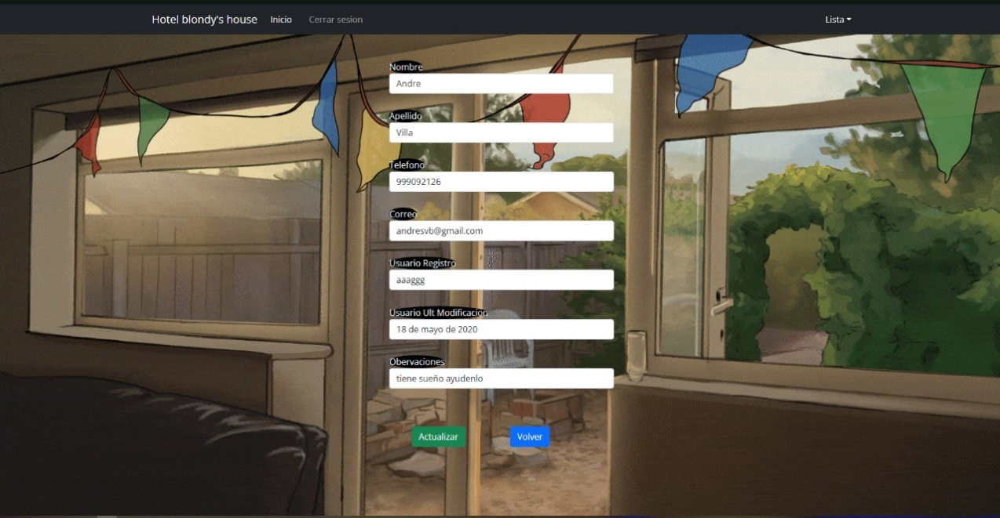 Hotel blondy's house Inicio Cerrar sesion Lista
Nombre
Andre
Apellido
Villa
Telefono
999092126
Correo
andresvb@gmail.com
Usuario Registro
aaaggg
Usuario Ult Modificacion
18 de mayo de 2020
Obervaciones
tiene sueño ayudenlo
Actualizar Volver